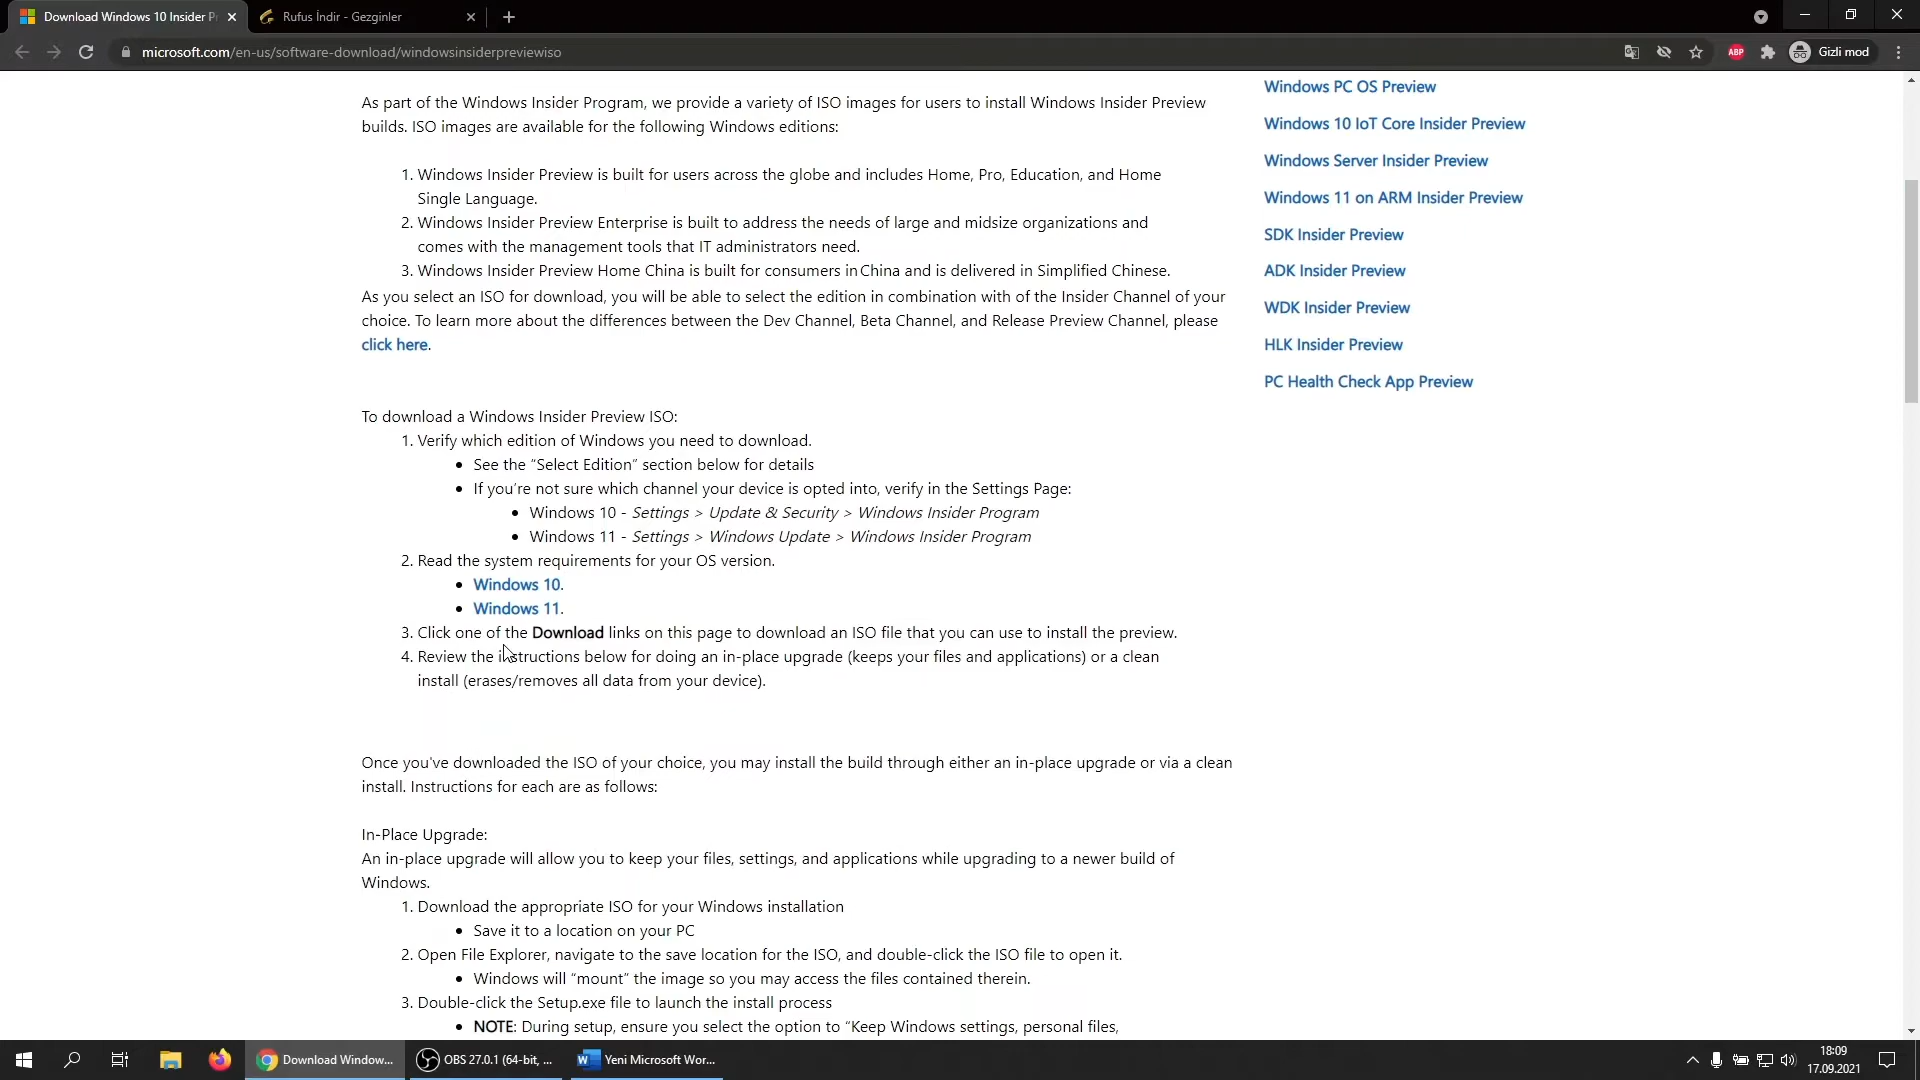 Download Windows 10 Insider P
Rufus İndir - Gezginler
microsoft.com/en-us/software-download/windowsinsiderpreviewiso
ABP
Gizli mod
As part of the Windows Insider Program, we provide a variety of ISO images for users to install Windows Insider Preview
builds. ISO images are available for the following Windows editions:
1. Windows Insider Preview is built for users across the globe and includes Home, Pro, Education, and Home
Single Language.
2. Windows Insider Preview Enterprise is built to address the needs of large and midsize organizations and
comes with the management tools that IT administrators need.
3. Windows Insider Preview Home China is built for consumers in China and is delivered in Simplified Chinese.
As you select an ISO for download, you will be able to select the edition in combination with of the Insider Channel of your
choice. To learn more about the differences between the Dev Channel, Beta Channel, and Release Preview Channel, please
click here.
To download a Windows Insider Preview ISO:
1. Verify which edition of Windows you need to download.
• See the “Select Edition” section below for details
• If you’re not sure which channel your device is opted into, verify in the Settings Page:
• Windows 10 - Settings > Update & Security > Windows Insider Program
• Windows 11 - Settings > Windows Update > Windows Insider Program
2. Read the system requirements for your OS version.
• Windows 10.
• Windows 11.
3. Click one of the Download links on this page to download an ISO file that you can use to install the preview.
4. Review the instructions below for doing an in-place upgrade (keeps your files and applications) or a clean
install (erases/removes all data from your device).
Once you've downloaded the ISO of your choice, you may install the build through either an in-place upgrade or via a clean
install. Instructions for each are as follows:
In-Place Upgrade:
An in-place upgrade will allow you to keep your files, settings, and applications while upgrading to a newer build of
Windows.
1. Download the appropriate ISO for your Windows installation
• Save it to a location on your PC
2. Open File Explorer, navigate to the save location for the ISO, and double-click the ISO file to open it.
• Windows will “mount” the image so you may access the files contained therein.
3. Double-click the Setup.exe file to launch the install process
• NOTE: During setup, ensure you select the option to “Keep Windows settings, personal files,
Windows PC OS Preview
Windows 10 IoT Core Insider Preview
Windows Server Insider Preview
Windows 11 on ARM Insider Preview
SDK Insider Preview
ADK Insider Preview
WDK Insider Preview
HLK Insider Preview
PC Health Check App Preview
Download Window...
OBS 27.0.1 (64-bit, ...
Yeni Microsoft Wor...
18:09
17.09.2021